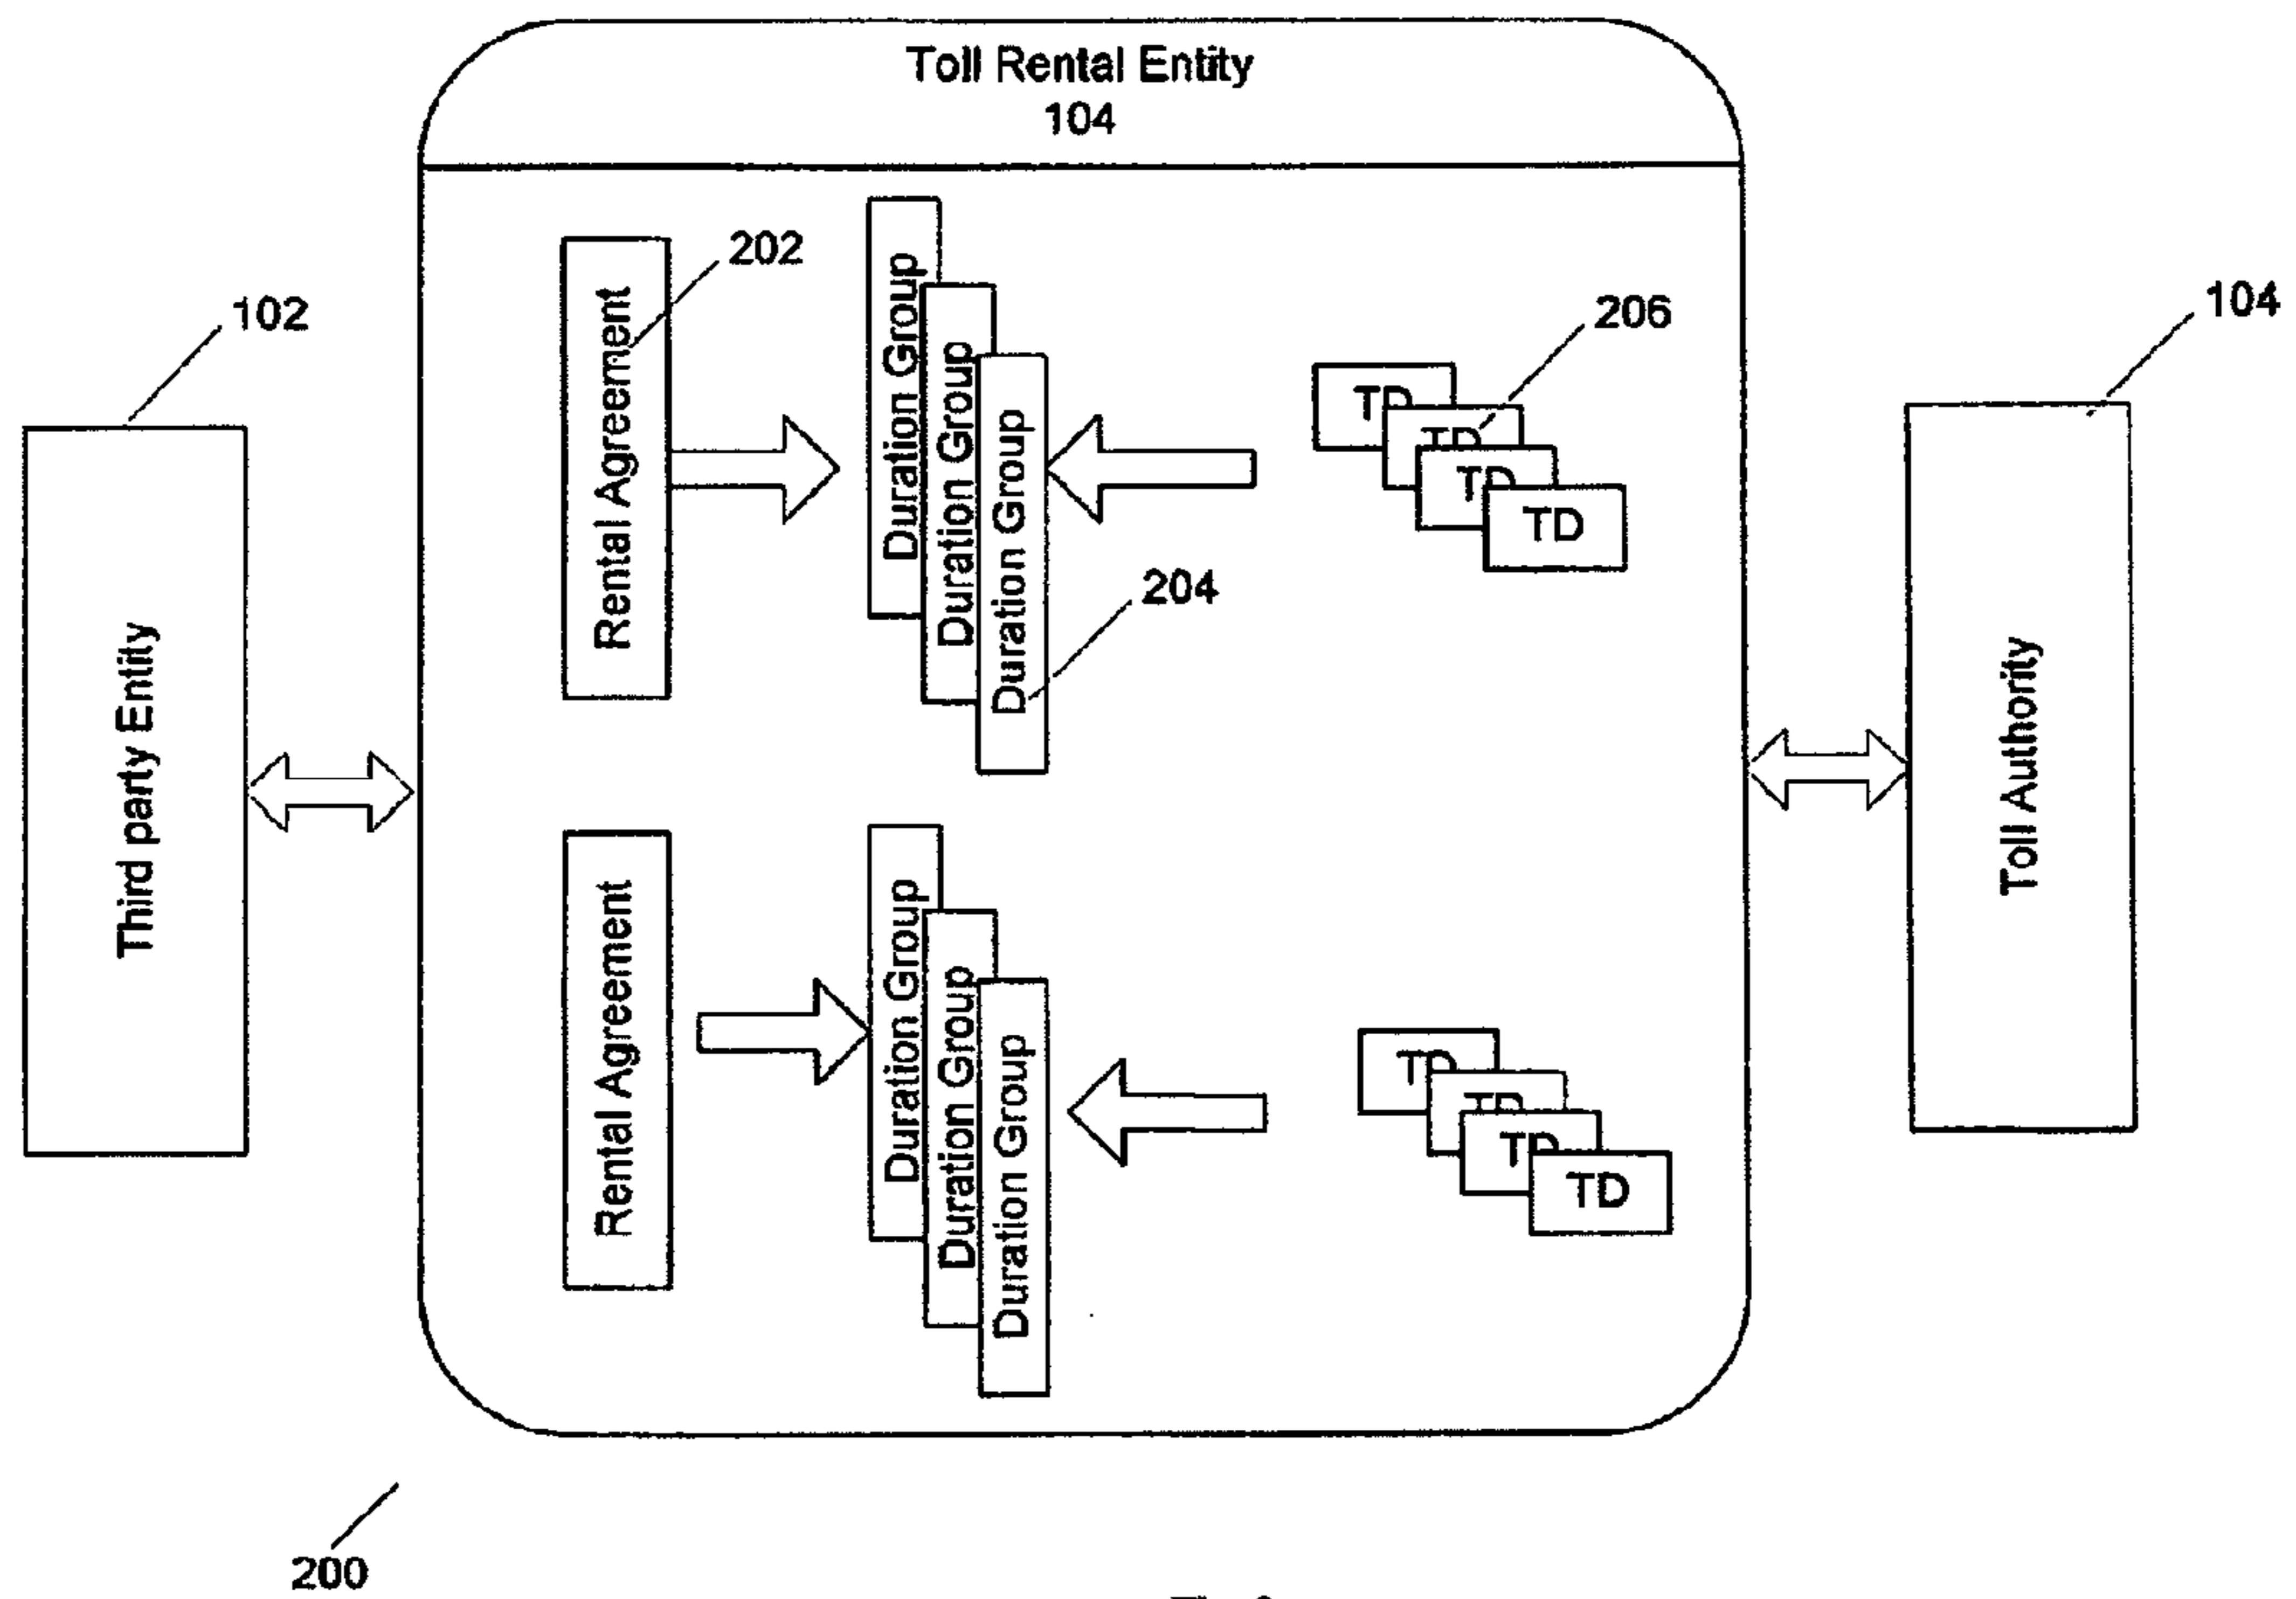 Toll Rental Entity
104
102
Third party Entity
202
Rental Agreement
Duration Group
Duration Group
Duration Group
204
206
TD
TD
TD
TD
104
Toll Authority
Rental Agreement
Duration Group
Duration Group
Duration Group
TD
TD
TD
TD
200